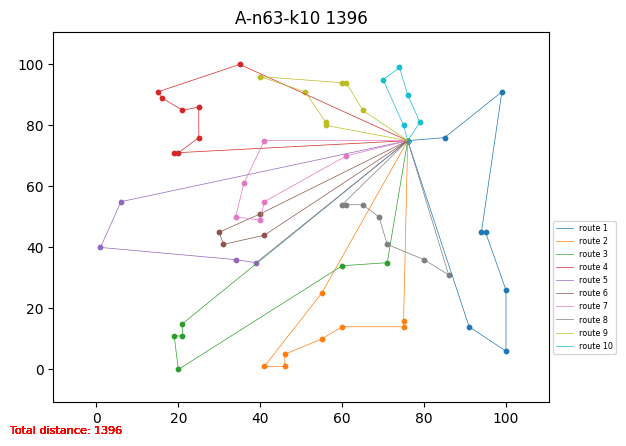 A-n63-k10 1396
100
80
60
40
20
0
0 20 40 60 80 100
route 1
route 2
route 3
route 4
route 5
route 6
route 7
route 8
route 9
route 10
Total distance: 1396